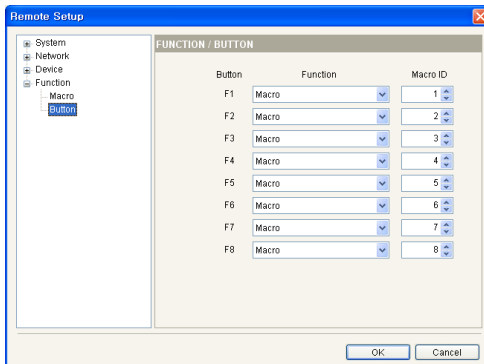 Remote Setup
System
Network
Device
Function
Macro
Button
FUNCTION / BUTTON
Button Function Macro ID
F1 Macro 1
F2 Macro 2
F3 Macro 3
F4 Macro 4
F5 Macro 5
F6 Macro 6
F7 Macro 7
F8 Macro 8
OK Cancel